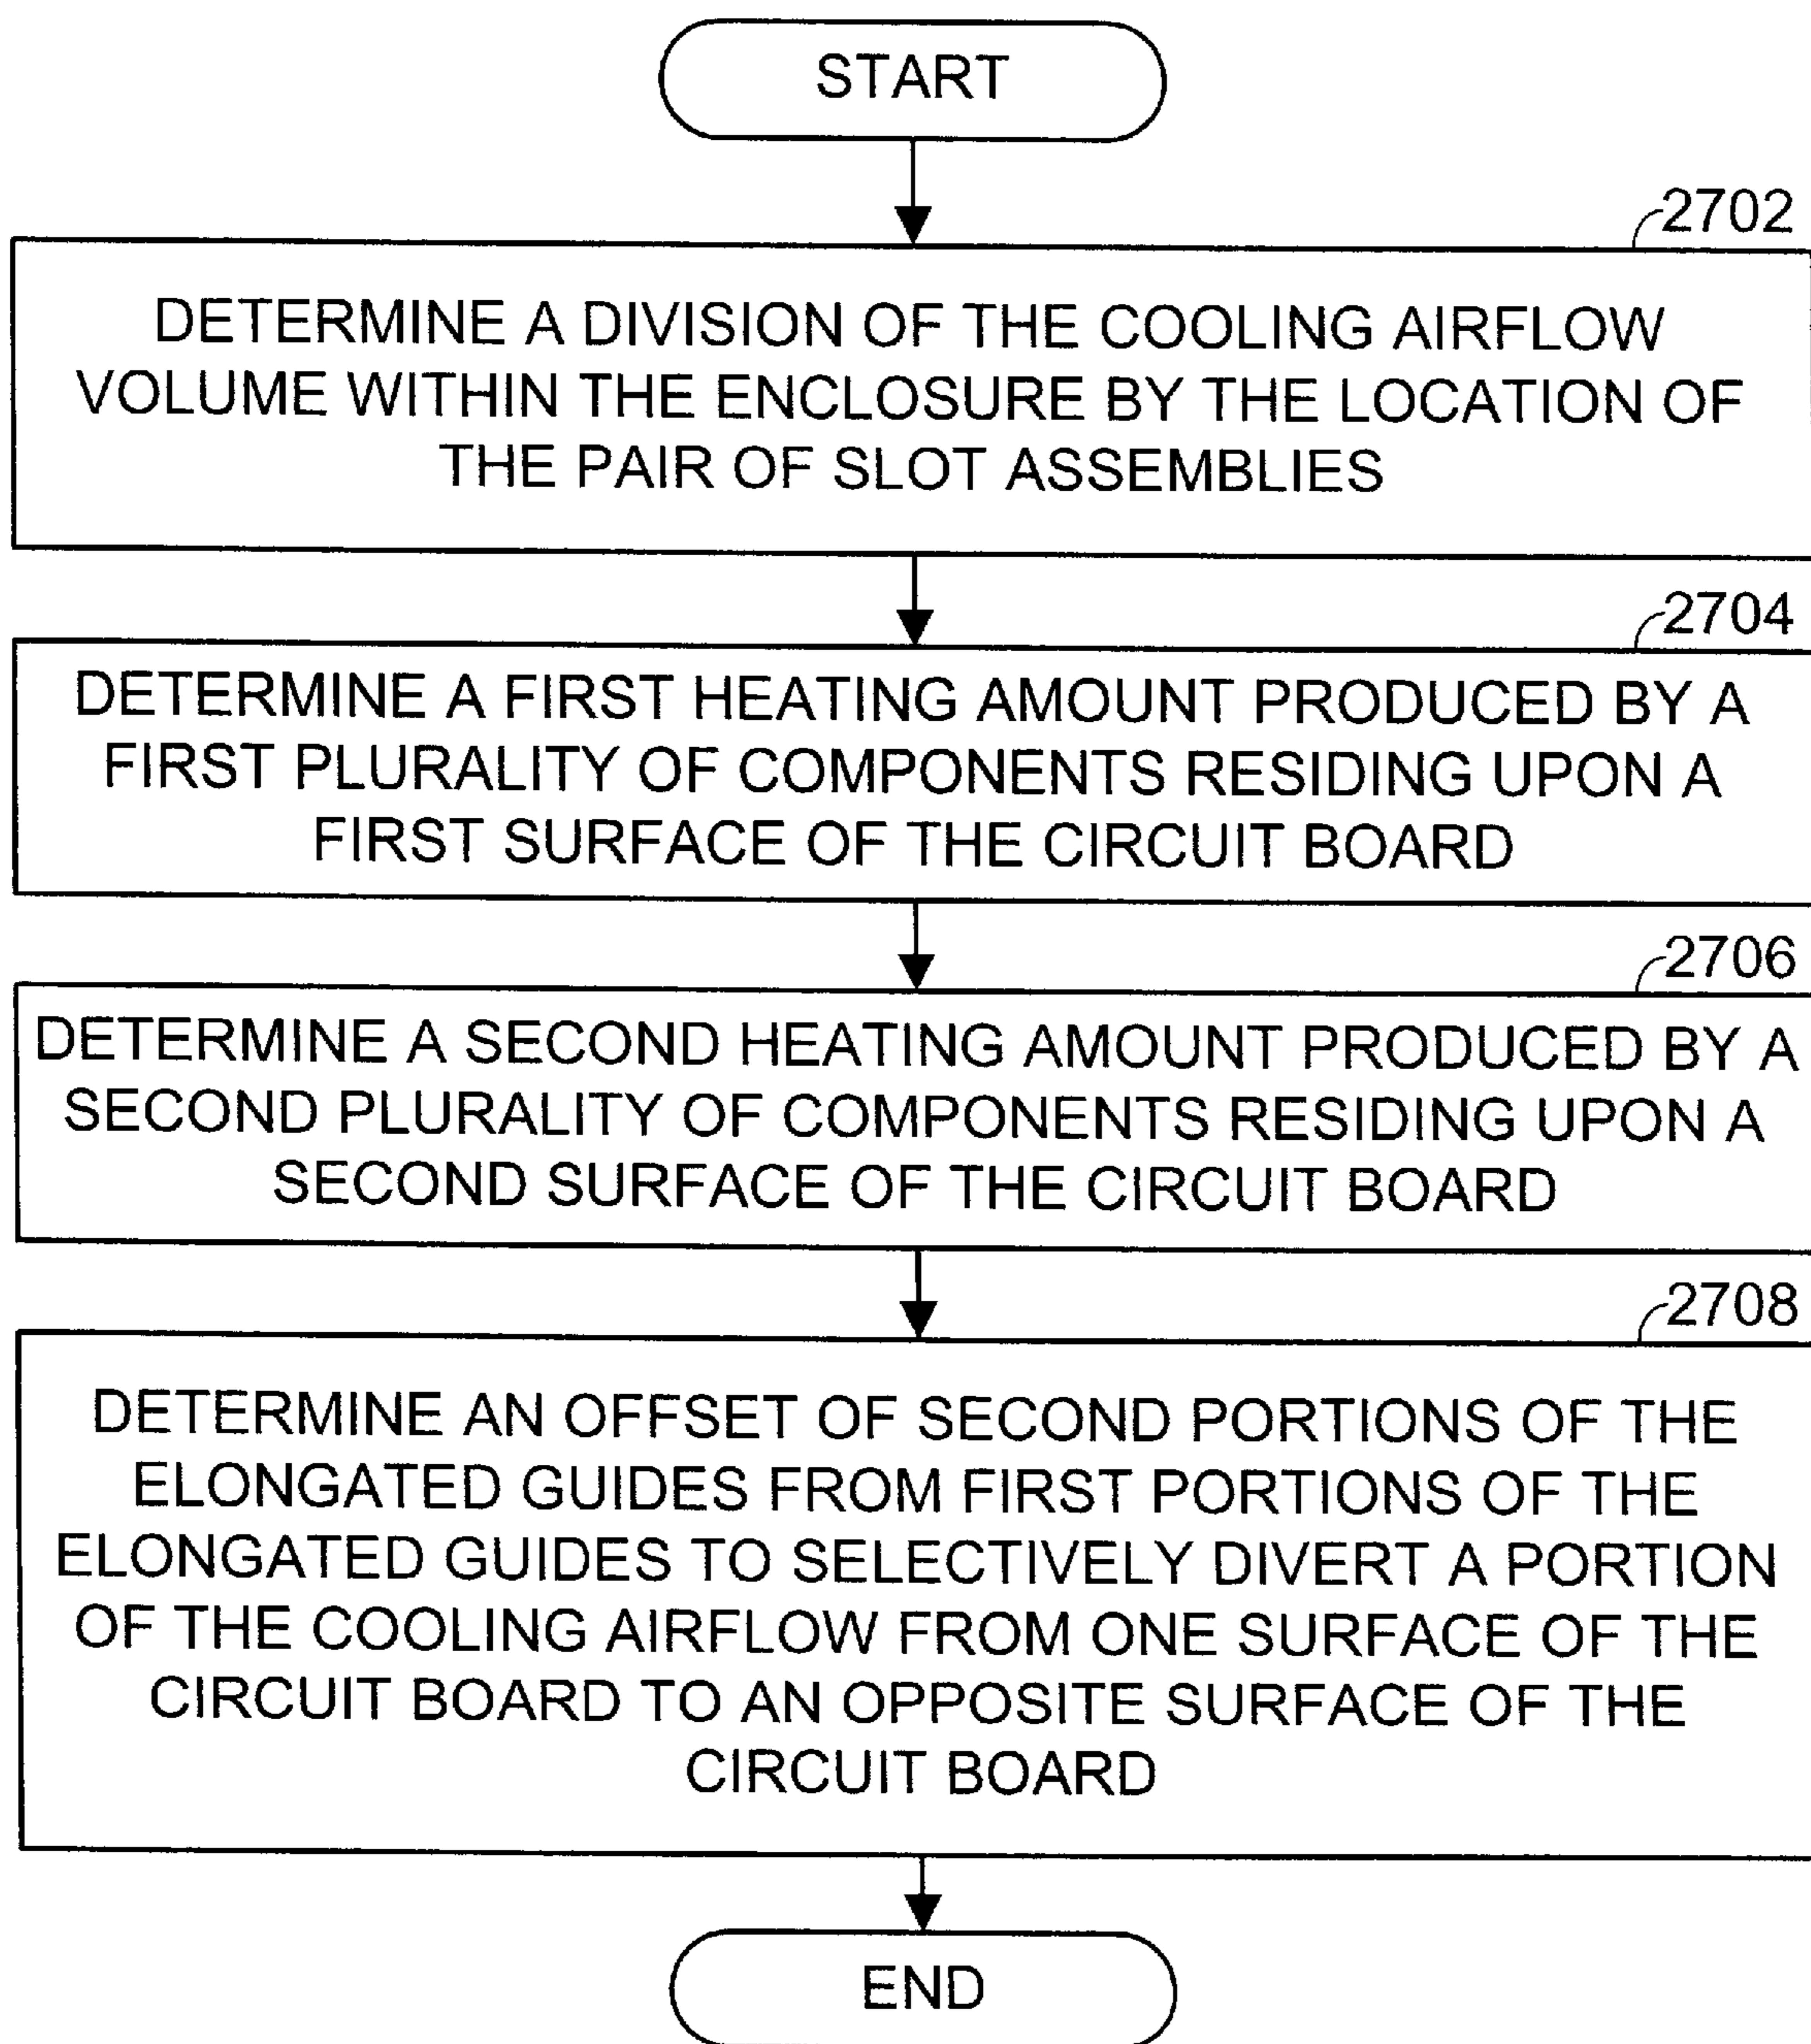 START
2702
DETERMINE A DIVISION OF THE COOLING AIRFLOW
VOLUME WITHIN THE ENCLOSURE BY THE LOCATION OF
THE PAIR OF SLOT ASSEMBLIES
2704
DETERMINE A FIRST HEATING AMOUNT PRODUCED BY A
FIRST PLURALITY OF COMPONENTS RESIDING UPON A
FIRST SURFACE OF THE CIRCUIT BOARD
2706
DETERMINE A SECOND HEATING AMOUNT PRODUCED BY A
SECOND PLURALITY OF COMPONENTS RESIDING UPON A
SECOND SURFACE OF THE CIRCUIT BOARD
2708
DETERMINE AN OFFSET OF SECOND PORTIONS OF THE
ELONGATED GUIDES FROM FIRST PORTIONS OF THE
ELONGATED GUIDES TO SELECTIVELY DIVERT A PORTION
OF THE COOLING AIRFLOW FROM ONE SURFACE OF THE
CIRCUIT BOARD TO AN OPPOSITE SURFACE OF THE
CIRCUIT BOARD
END